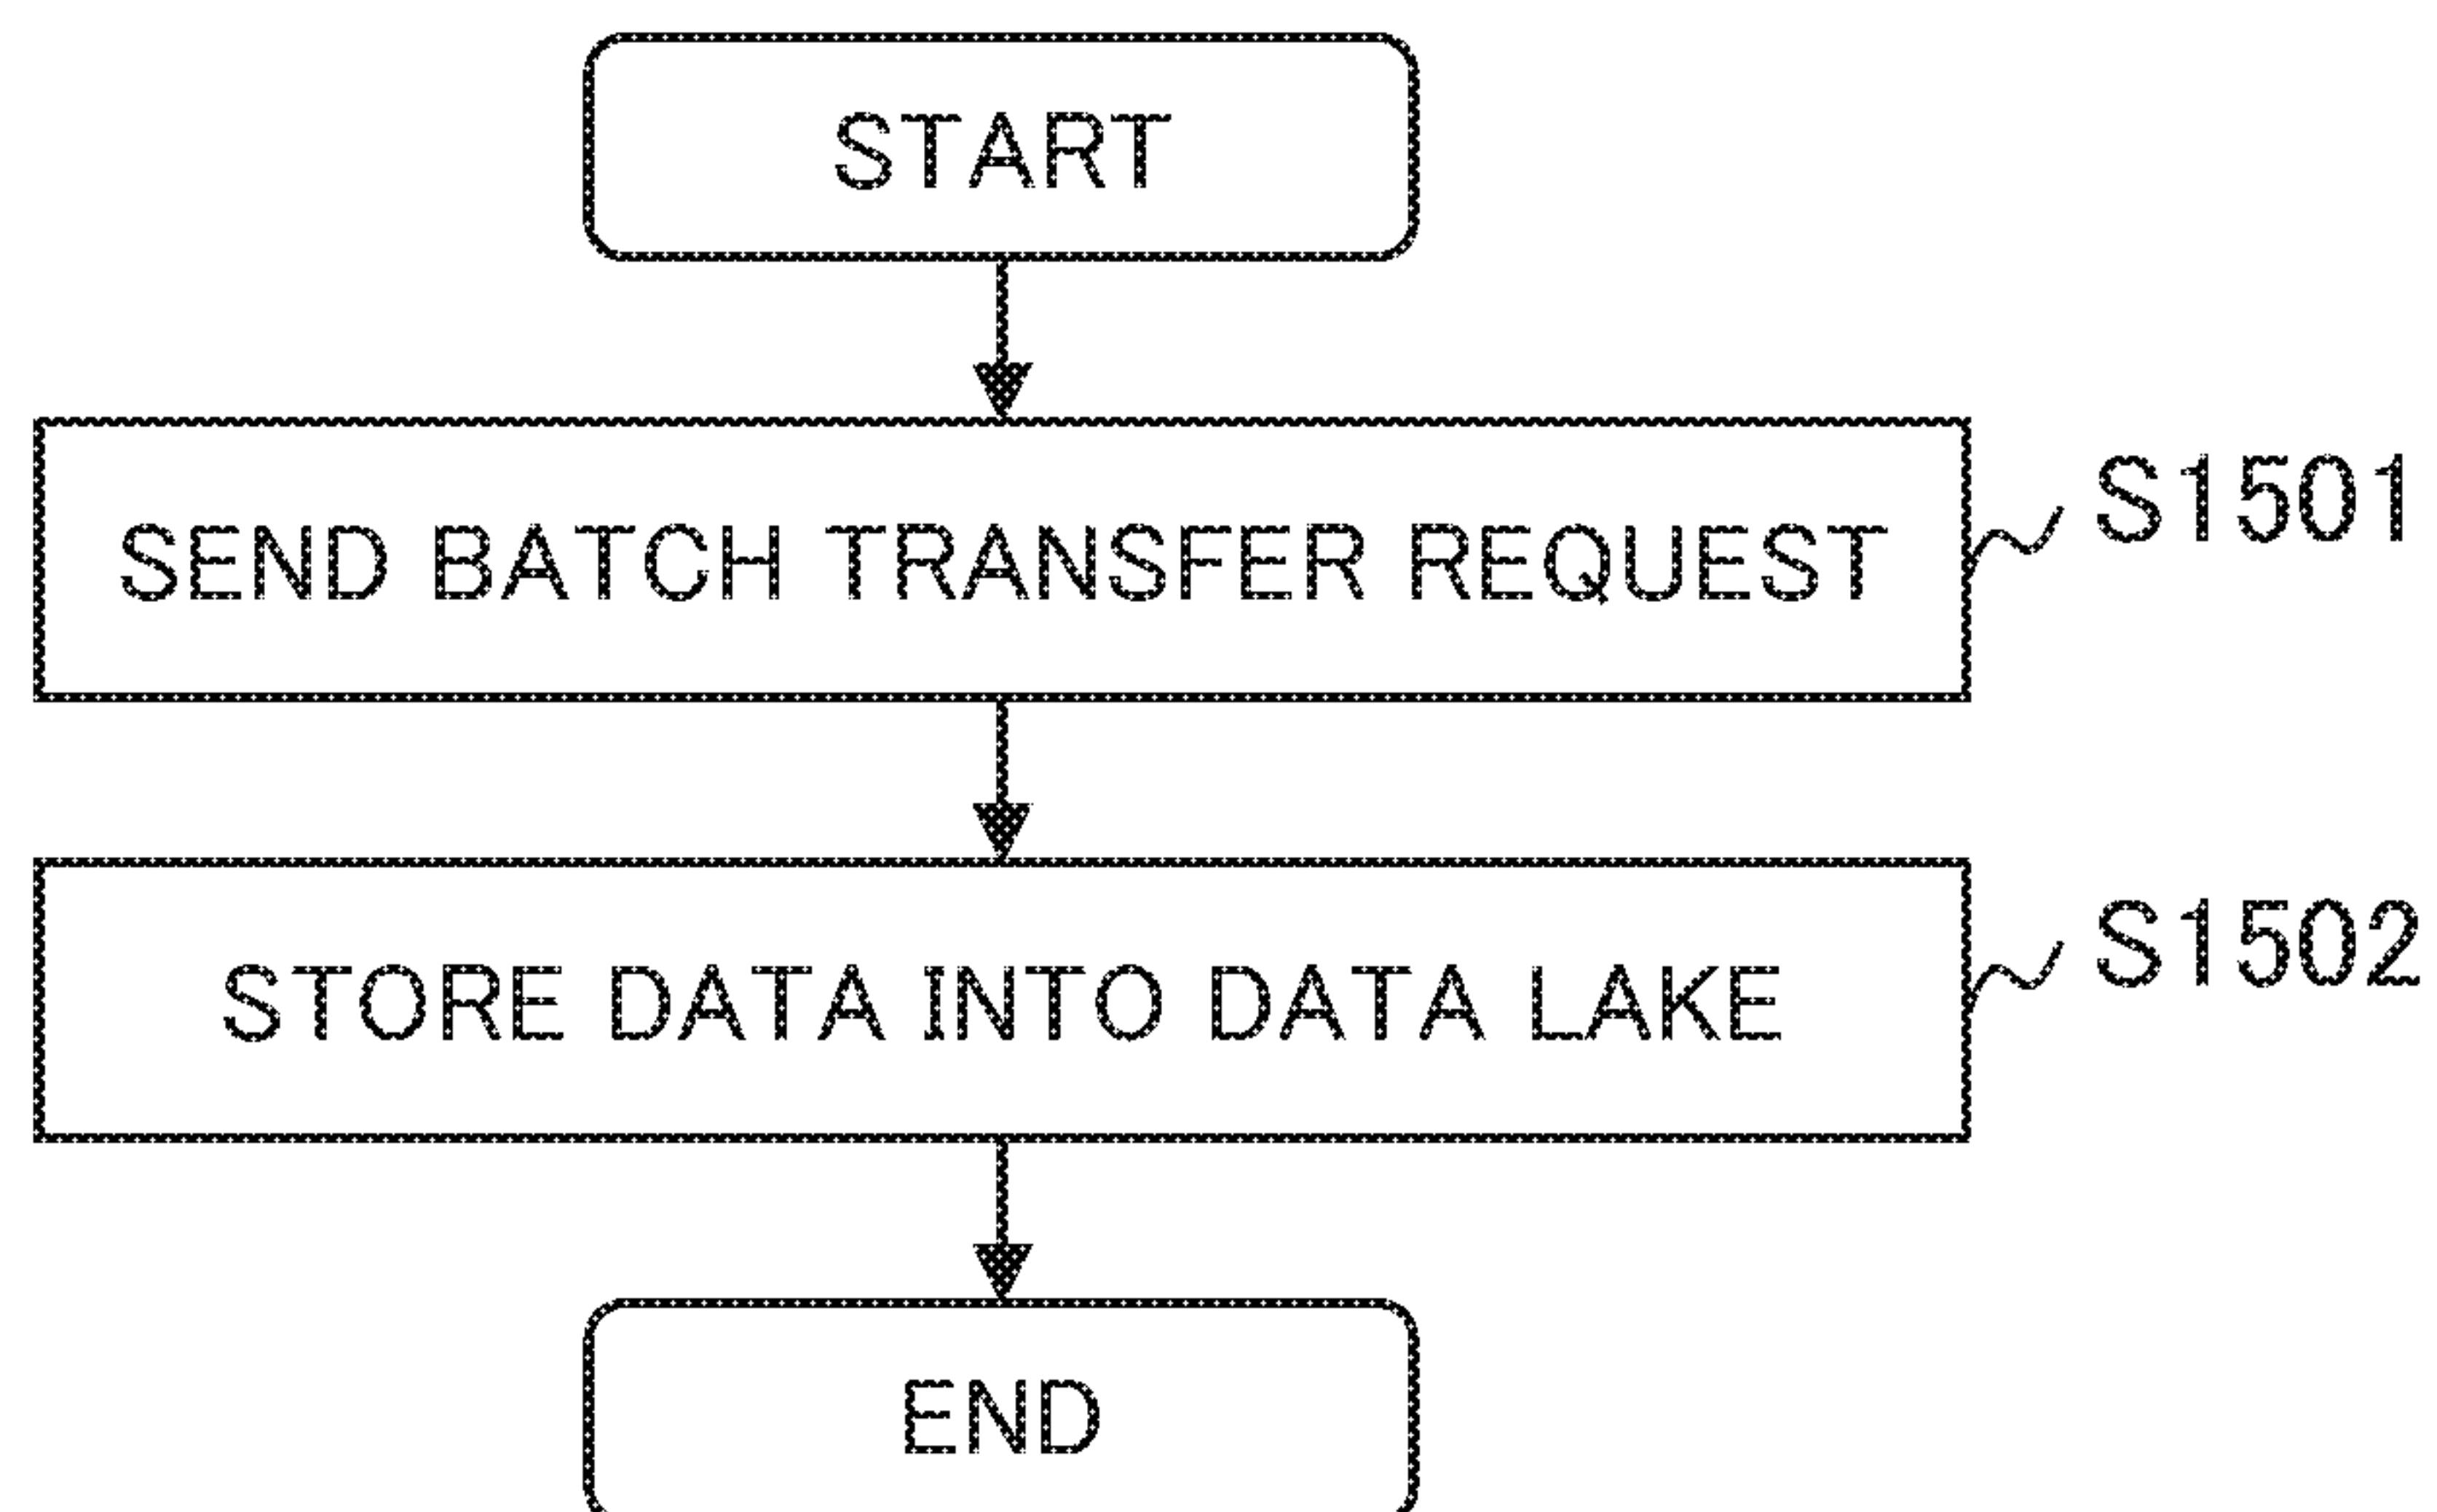 START
SEND BATCH TRANSFER REQUEST
S1501
STORE DATA INTO DATA LAKE
S1502
END